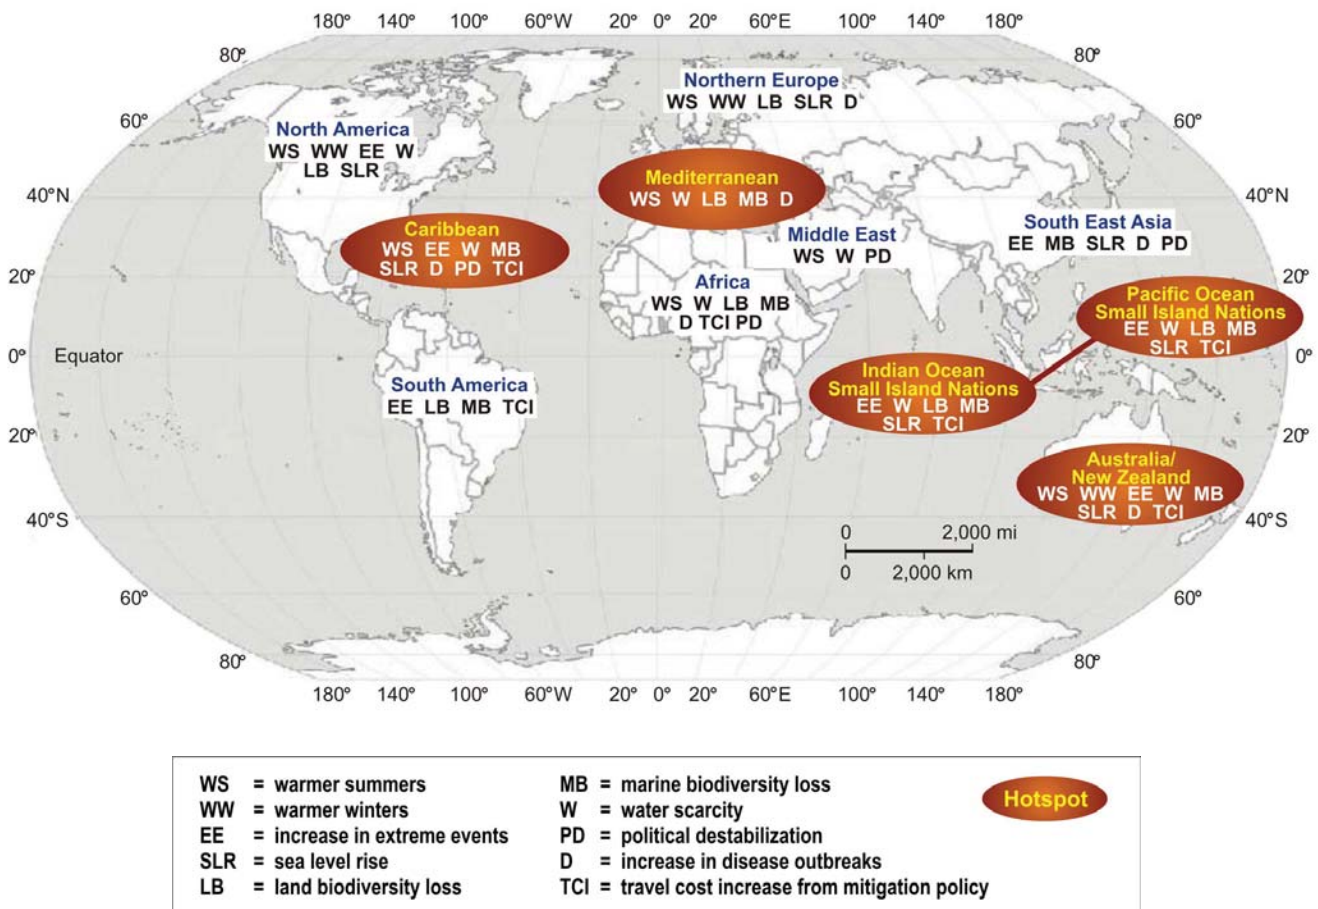 180° 140° 100° 60°W 20° 0° 20° 60°E 100° 140° 180°
80° 80°
Northern Europe
WS WW LB SLR D
60° 60°
North America
WS WW EE W
LB SLR
Mediterranean
WS W LB MB D
40°N 40°N
Caribbean
WS EE W MB
SLR D PD TCI
Middle East
WS W PD
South East Asia
EE MB SLR D PD
20° 20°
Africa
WS W LB MB
D TCI PD
Pacific Ocean
Small Island Nations
EE W LB MB
SLR TCI
0° Equator 0°
Indian Ocean
Small Island Nations
EE W LB MB
SLR TCI
South America
EE LB MB TCI
20° 20°
Australia/
New Zealand
WS WW EE W MB
SLR D TCI
40°S 40°S
0 2,000 mi
0 2,000 km
60° 60°
80° 80°
180° 140° 100° 60°W 20° 0° 20° 60°E 100° 140° 180°
WS = warmer summers
WW = warmer winters
EE = increase in extreme events
SLR = sea level rise
LB = land biodiversity loss
MB = marine biodiversity loss
W = water scarcity
PD = political destabilization
D = increase in disease outbreaks
TCI = travel cost increase from mitigation policy
Hotspot